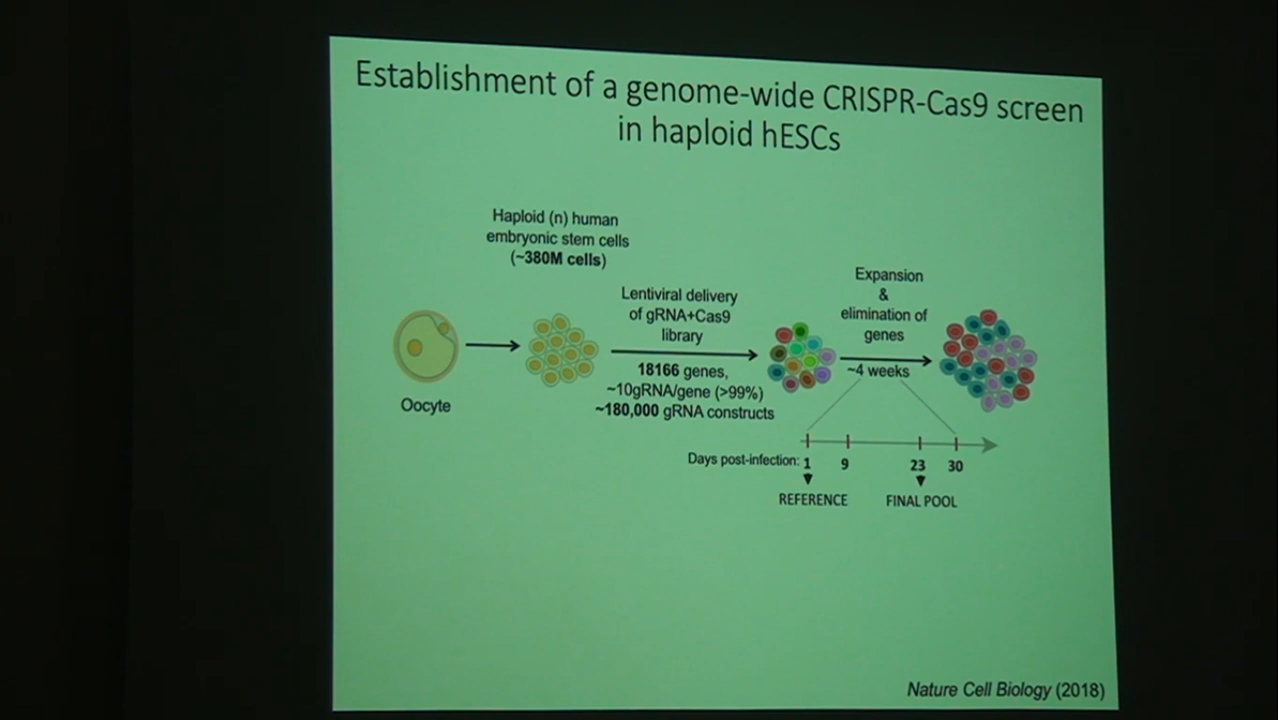 Establishment of a genome-wide CRISPR-Cas9 screen
in haploid hESCs
Haploid (n) human
embryonic stem cells
(~380M cells)
Oocyte
Lentiviral delivery
of gRNA+Cas9
library
18166 genes,
~10gRNA/gene (>99%)
~180,000 gRNA constructs
Expansion
&
elimination of
genes
~4 weeks
Days post-infection: 1 9 23 30
REFERENCE FINAL POOL
Nature Cell Biology (2018)